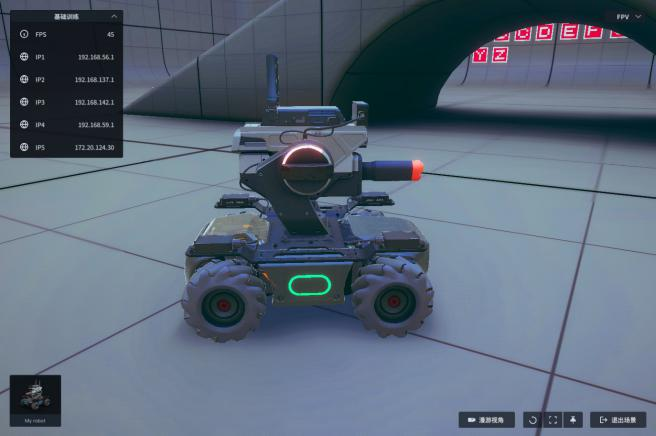 基础训练
FPS 45
IP1 192.168.56.1
IP2 192.168.137.1
IP3 192.168.142.1
IP4 192.168.59.1
IP5 172.20.124.30
FPV
C D E F
Y Z
My robot
漫游视角
退出场景